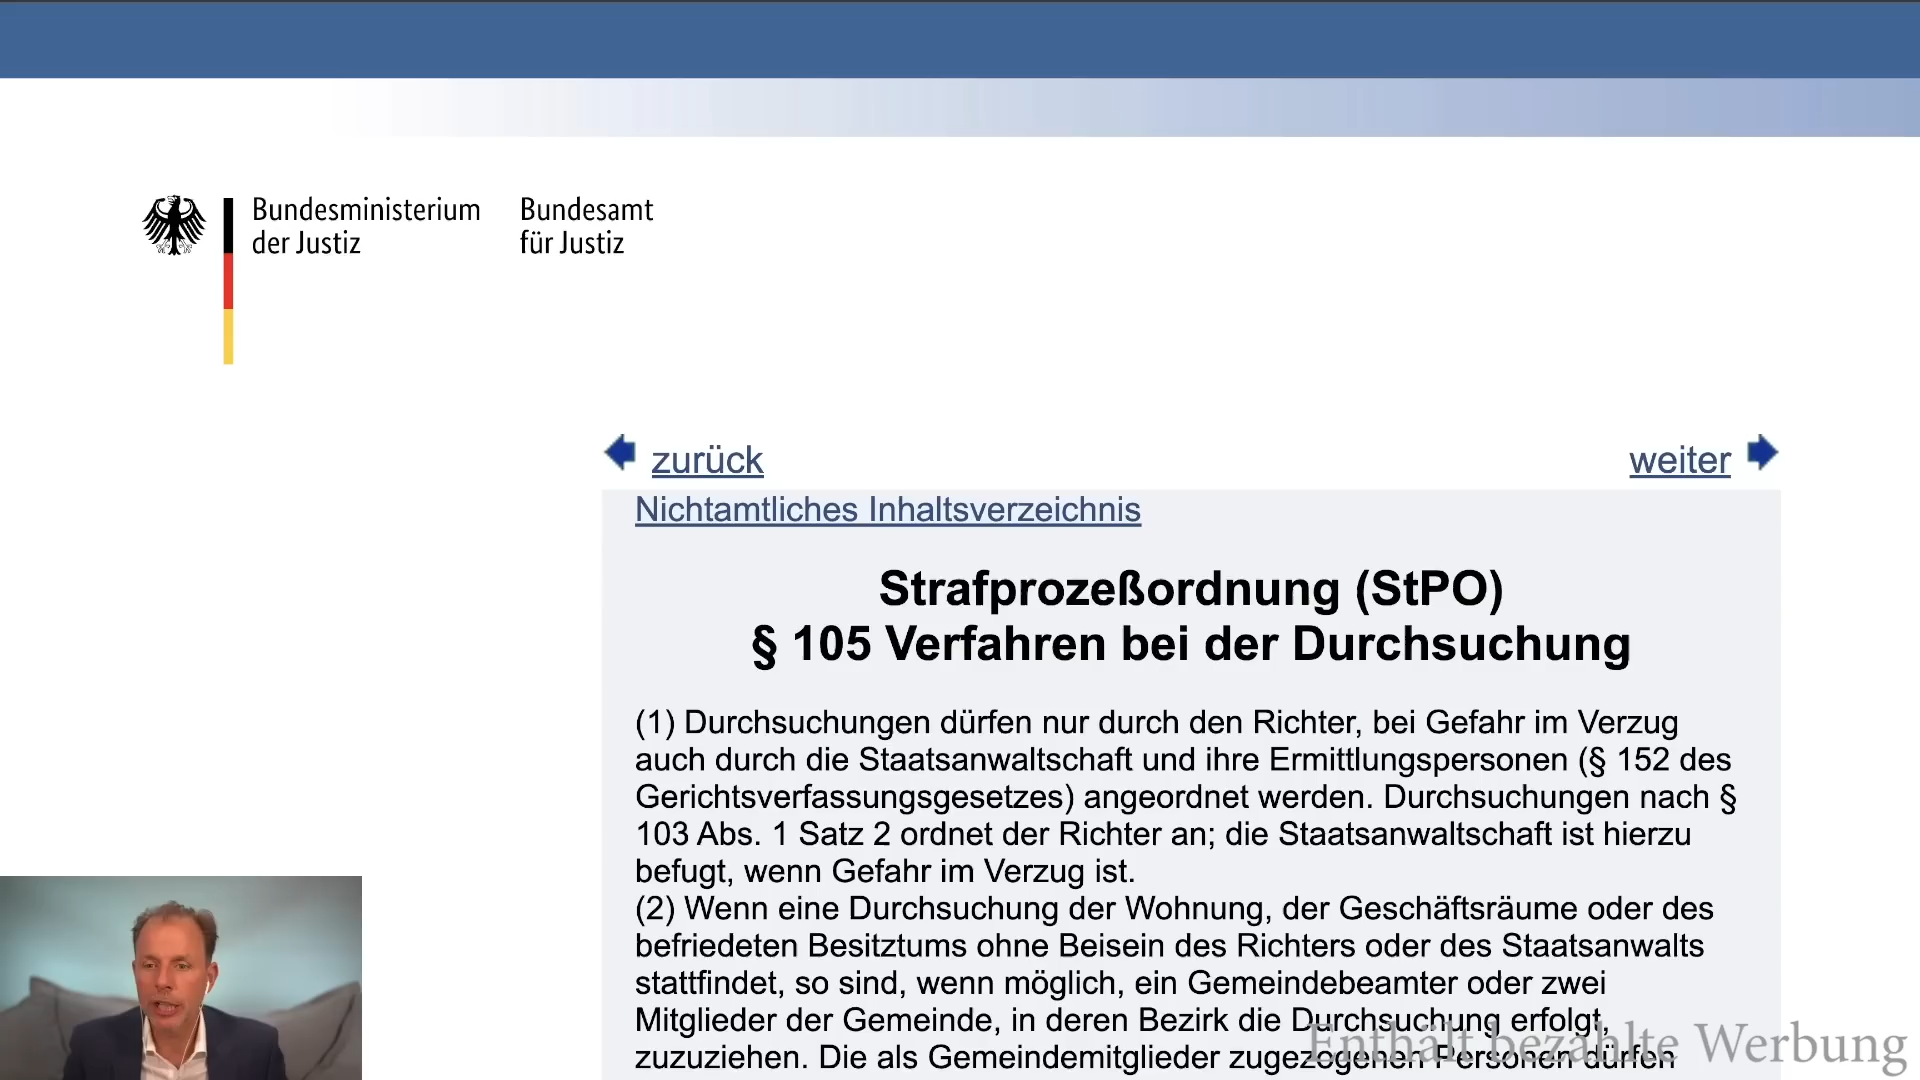 Bundesministerium
der Justiz
Bundesamt
für Justiz
zurück
weiter
Nichtamtliches Inhaltsverzeichnis
Strafprozeßordnung (StPO)
§ 105 Verfahren bei der Durchsuchung
(1) Durchsuchungen dürfen nur durch den Richter, bei Gefahr im Verzug
auch durch die Staatsanwaltschaft und ihre Ermittlungspersonen (§ 152 des
Gerichtsverfassungsgesetzes) angeordnet werden. Durchsuchungen nach §
103 Abs. 1 Satz 2 ordnet der Richter an; die Staatsanwaltschaft ist hierzu
befugt, wenn Gefahr im Verzug ist.
(2) Wenn eine Durchsuchung der Wohnung, der Geschäftsräume oder des
befriedeten Besitztums ohne Beisein des Richters oder des Staatsanwalts
stattfindet, so sind, wenn möglich, ein Gemeindebeamter oder zwei
Mitglieder der Gemeinde, in deren Bezirk die Durchsuchung erfolgt,
zuzuziehen. Die als Gemeindemitglieder zugezogenen Personen dürfen
Enthält bezahlte Werbung